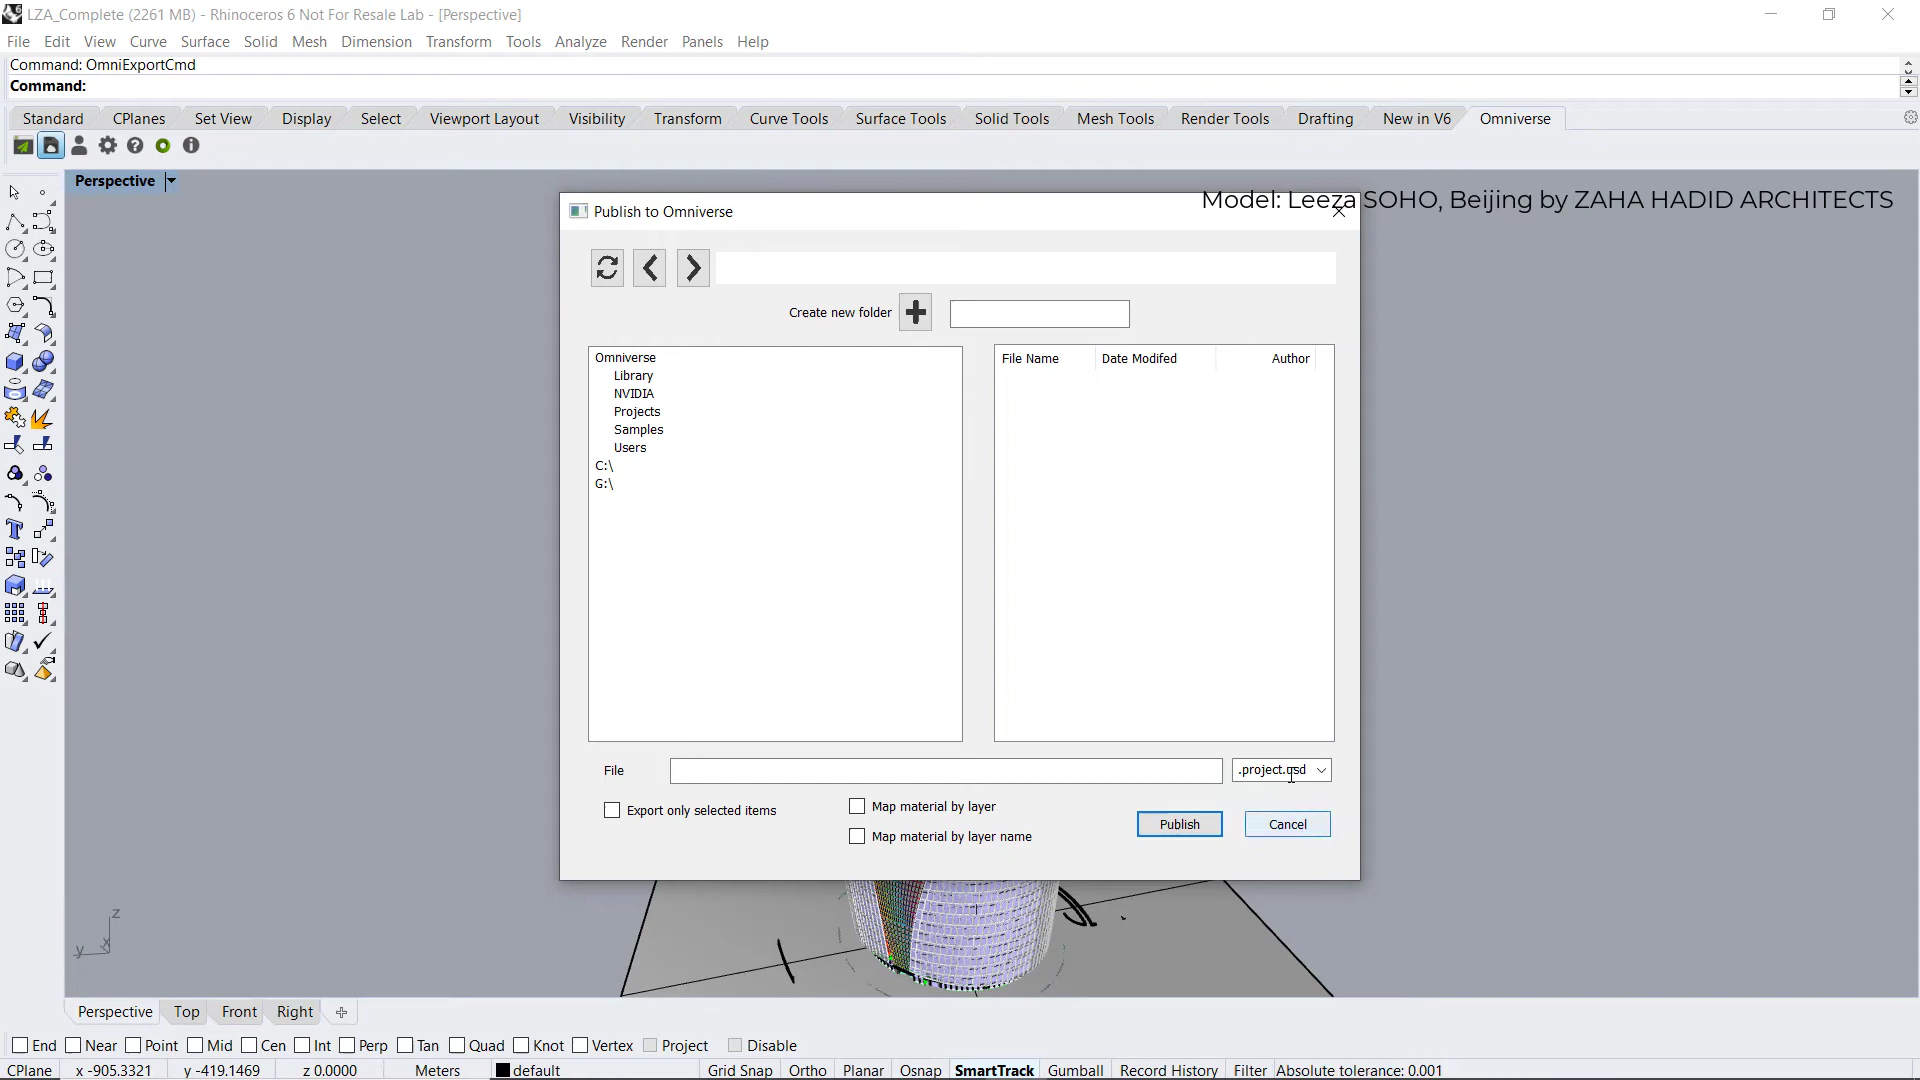 LZA_Complete (2261 MB) - Rhinoceros 6 Not For Resale Lab - [Perspective]
File Edit View Curve Surface Solid Mesh Dimension Transform Tools Analyze Render Panels Help
Command: OmniExportCmd
Command:
Standard CPlanes Set View Display Select Viewport Layout Visibility Transform Curve Tools Surface Tools Solid Tools Mesh Tools Render Tools Drafting New in V6 Omniverse
Perspective
Model: Leeza SOHO, Beijing by ZAHA HADID ARCHITECTS
Publish to Omniverse
Create new folder
Omniverse
Library
NVIDIA
Projects
Samples
Users
C:\
G:\
File Name Date Modifed Author
File .project.usd
Export only selected items
Map material by layer
Map material by layer name
Publish Cancel
z
y x
Perspective Top Front Right
End Near Point Mid Cen Int Perp Tan Quad Knot Vertex Project Disable
CPlane x -905.3321 y -419.1469 z 0.0000 Meters default Grid Snap Ortho Planar Osnap SmartTrack Gumball Record History Filter Absolute tolerance: 0.001